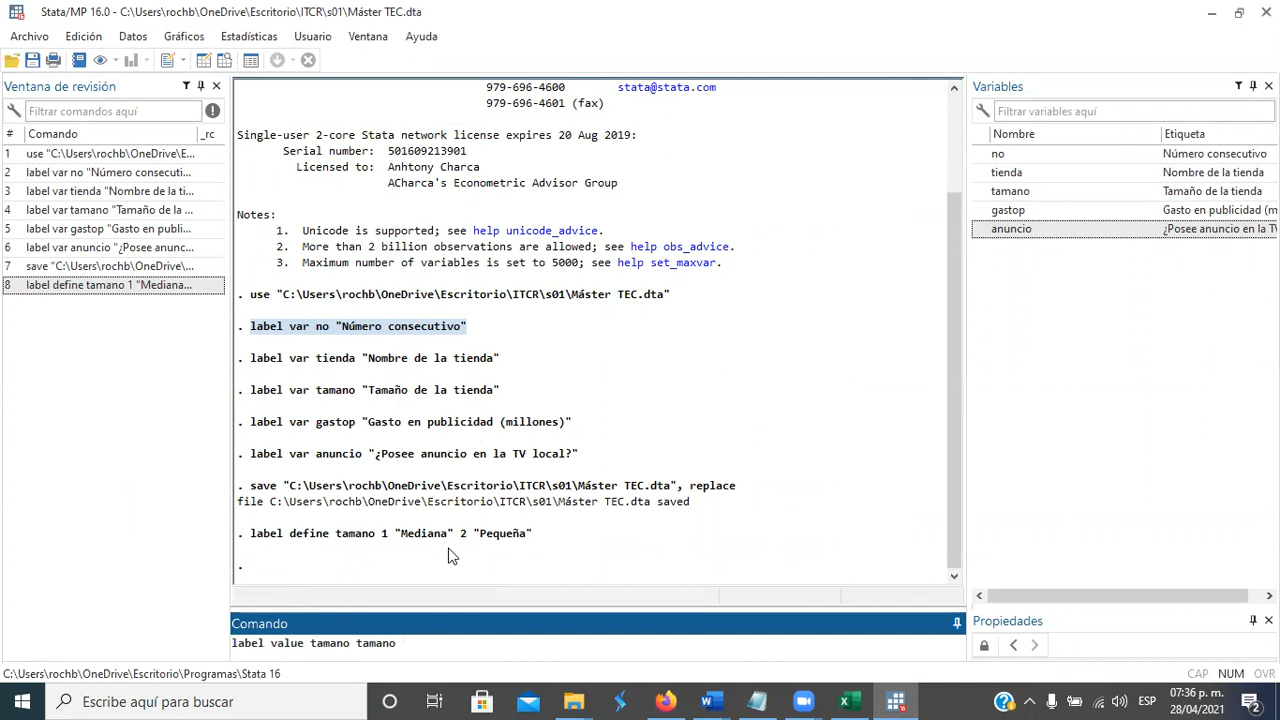 Stata/MP 16.0 - C:\Users\rochb\OneDrive\Escritorio\ITCR\s01\Máster TEC.dta
Archivo Edición Datos Gráficos Estadísticas Usuario Ventana Ayuda
Ventana de revisión
Filtrar comandos aquí
# Comando _rc
1 use "C:\Users\rochb\OneDrive\E...
2 label var no "Número consecuti...
3 label var tienda "Nombre de la ti...
4 label var tamano "Tamaño de la ...
5 label var gastop "Gasto en publi...
6 label var anuncio "¿Posee anunc...
7 save "C:\Users\rochb\OneDrive\...
8 label define tamano 1 "Mediana...
979-696-4600 stata@stata.com
979-696-4601 (fax)
Single-user 2-core Stata network license expires 20 Aug 2019:
Serial number: 501609213901
Licensed to: Anhtony Charca
ACharca's Econometric Advisor Group
Notes:
1. Unicode is supported; see help unicode_advice.
2. More than 2 billion observations are allowed; see help obs_advice.
3. Maximum number of variables is set to 5000; see help set_maxvar.
. use "C:\Users\rochb\OneDrive\Escritorio\ITCR\s01\Máster TEC.dta"
. label var no "Número consecutivo"
. label var tienda "Nombre de la tienda"
. label var tamano "Tamaño de la tienda"
. label var gastop "Gasto en publicidad (millones)"
. label var anuncio "¿Posee anuncio en la TV local?"
. save "C:\Users\rochb\OneDrive\Escritorio\ITCR\s01\Máster TEC.dta", replace
file C:\Users\rochb\OneDrive\Escritorio\ITCR\s01\Máster TEC.dta saved
. label define tamano 1 "Mediana" 2 "Pequeña"
.
Comando
label value tamano tamano
Variables
Filtrar variables aquí
Nombre Etiqueta
no Número consecutivo
tienda Nombre de la tienda
tamano Tamaño de la tienda
gastop Gasto en publicidad (m
anuncio ¿Posee anuncio en la TV
Propiedades
C:\Users\rochb\OneDrive\Escritorio\Programas\Stata 16
CAP NUM OVR
Escribe aquí para buscar
ESP
07:36 p. m.
28/04/2021
2